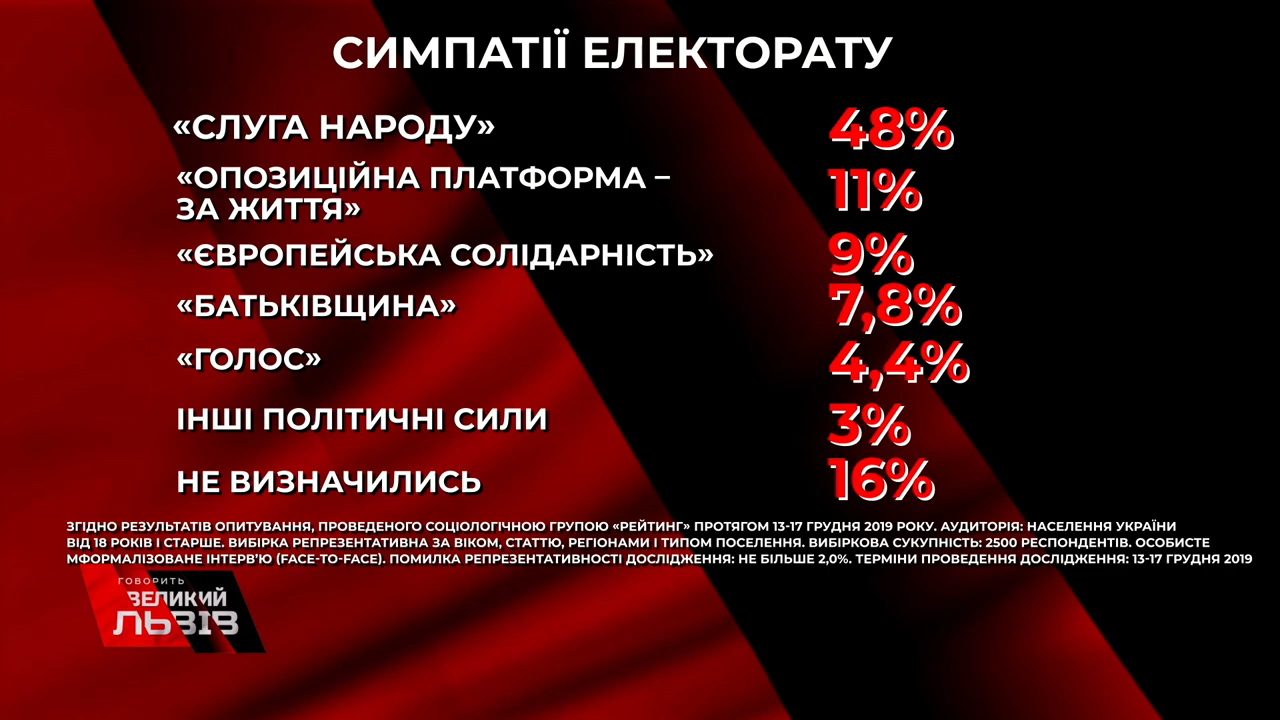 СИМПАТІЇ ЕЛЕКТОРАТУ
«СЛУГА НАРОДУ» 48%
«ОПОЗИЦІЙНА ПЛАТФОРМА –
ЗА ЖИТТЯ» 11%
«ЄВРОПЕЙСЬКА СОЛІДАРНІСТЬ» 9%
«БАТЬКІВЩИНА» 7,8%
«ГОЛОС» 4,4%
ІНШІ ПОЛІТИЧНІ СИЛИ 3%
НЕ ВИЗНАЧИЛИСЬ 16%
ЗГІДНО РЕЗУЛЬТАТІВ ОПИТУВАННЯ, ПРОВЕДЕНОГО СОЦІОЛОГІЧНОЮ ГРУПОЮ «РЕЙТИНГ» ПРОТЯГОМ 13-17 ГРУДНЯ 2019 РОКУ. АУДИТОРІЯ: НАСЕЛЕННЯ УКРАЇНИ
ВІД 18 РОКІВ І СТАРШЕ. ВИБІРКА РЕПРЕЗЕНТАТИВНА ЗА ВІКОМ, СТАТТЮ, РЕГІОНАМИ І ТИПОМ ПОСЕЛЕННЯ. ВИБІРКОВА СУКУПНІСТЬ: 2500 РЕСПОНДЕНТІВ. ОСОБИСТЕ
МФОРМАЛІЗОВАНЕ ІНТЕРВ'Ю (FACE-TO-FACE). ПОМИЛКА РЕПРЕЗЕНТАТИВНОСТІ ДОСЛІДЖЕННЯ: НЕ БІЛЬШЕ 2,0%. ТЕРМІНИ ПРОВЕДЕННЯ ДОСЛІДЖЕННЯ: 13-17 ГРУДНЯ 2019
ГОВОРИТЬ
ВЕЛИКИЙ
ЛЬВІВ